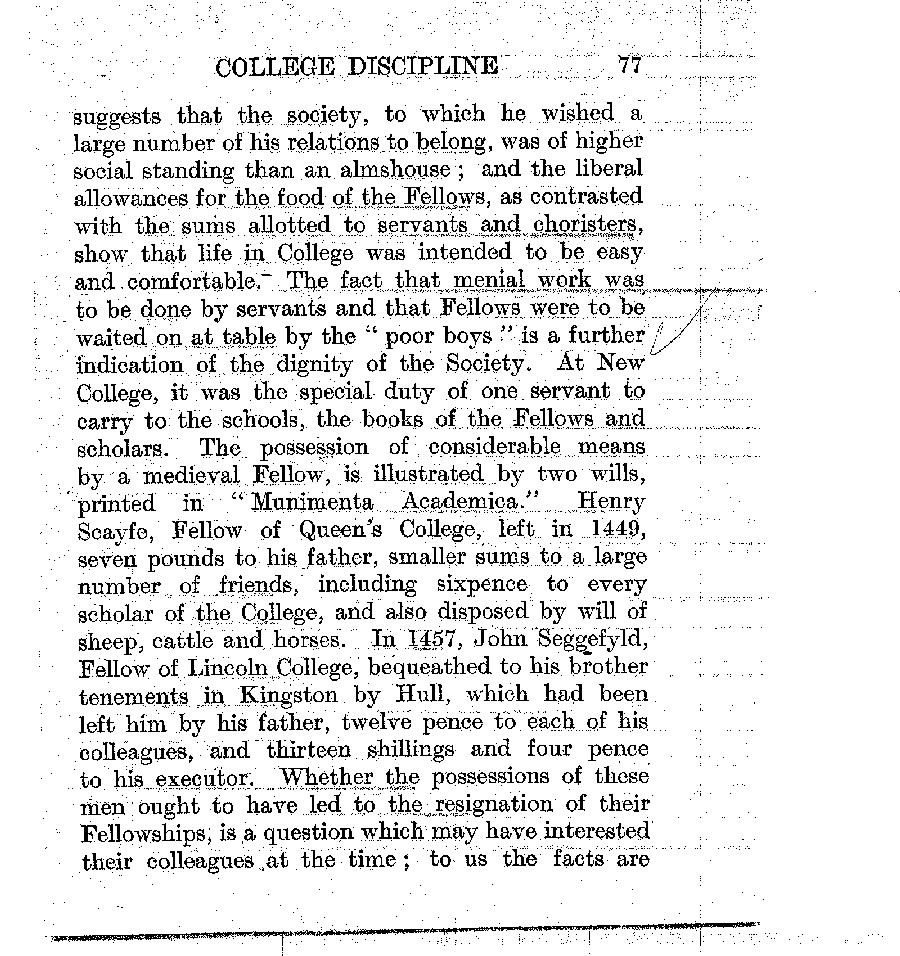 COLLEGE DISCIPLINE 77
suggests that the society, to which he wished a
large number of his relations to belong, was of higher
social standing than an almshouse ; and the liberal
allowances for the food of the Fellows, as contrasted
with the sums allotted to servants and choristers,
show that life in College was intended to be easy
and comfortable. The fact that menial work was
to be done by servants and that Fellows were to be
waited on at table by the “ poor boys ” is a further
indication of the dignity of the Society. At New
College, it was the special duty of one servant to
carry to the schools, the books of the Fellows and
scholars. The possession of considerable means
by a medieval Fellow, is illustrated by two wills,
printed in “ Munimenta Academica.” Henry
Scayfe, Fellow of Queen’s College, left in 1449,
seven pounds to his father, smaller sums to a large
number of friends, including sixpence to every
scholar of the College, and also disposed by will of
sheep, cattle and horses. In 1457, John Seggefyld,
Fellow of Lincoln College, bequeathed to his brother
tenements in Kingston by Hull, which had been
left him by his father, twelve pence to each of his
colleagues, and thirteen shillings and four pence
to his executor. Whether the possessions of these
men ought to have led to the resignation of their
Fellowships, is a question which may have interested
their colleagues at the time ; to us the facts are